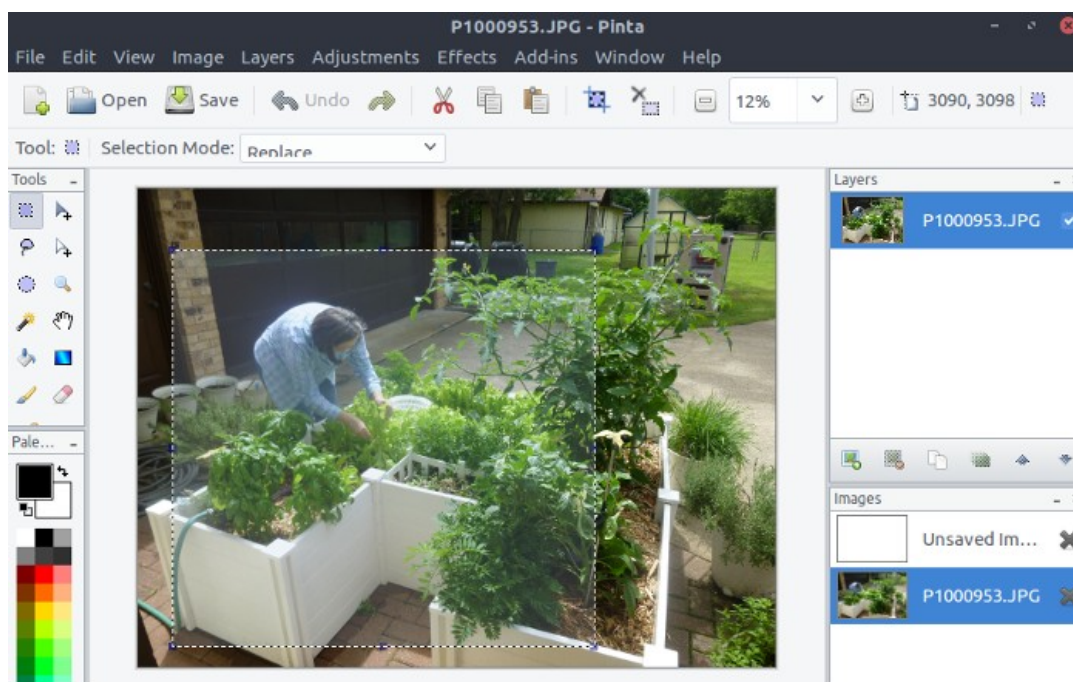 P1000953.JPG - Pinta
File Edit View Image Layers Adjustments Effects Add-ins Window Help
Open Save Undo 12% 3090, 3098
Tool: Selection Mode: Replace
Tools
Layers
P1000953.JPG
Pale...
Images
Unsaved Im...
P1000953.JPG